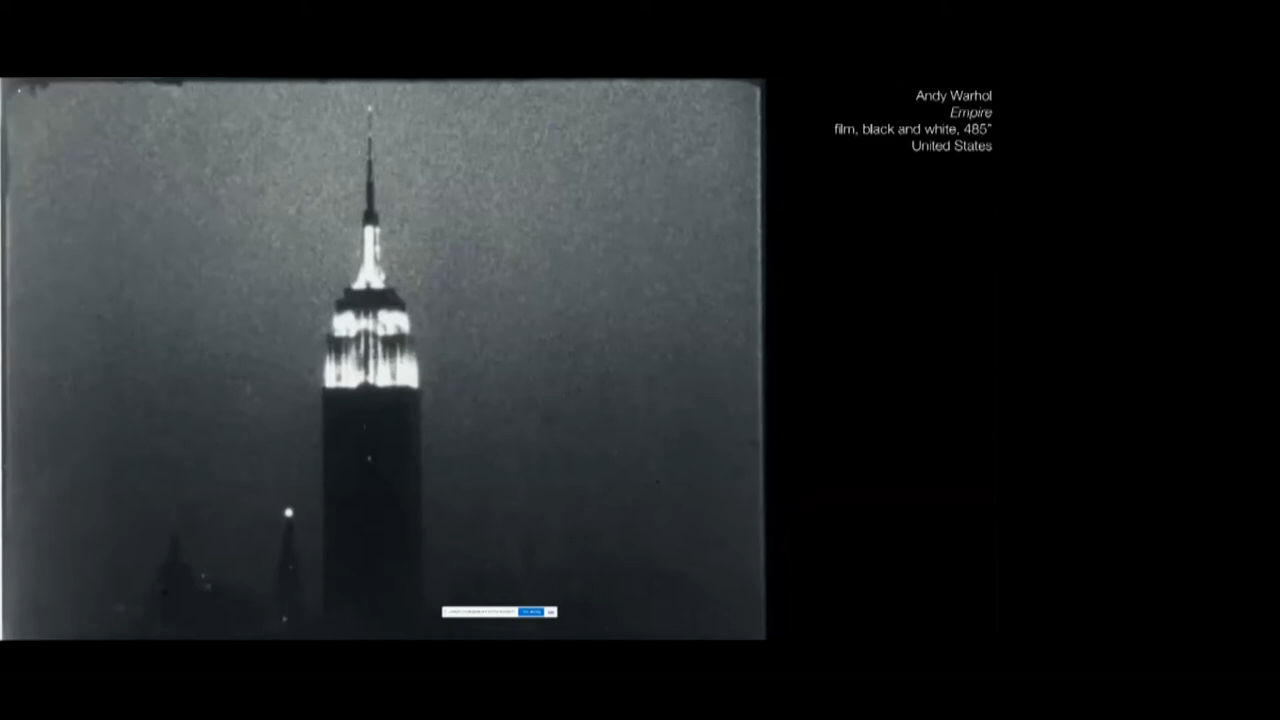 Andy Warhol
Empire
film, black and white, 485"
United States